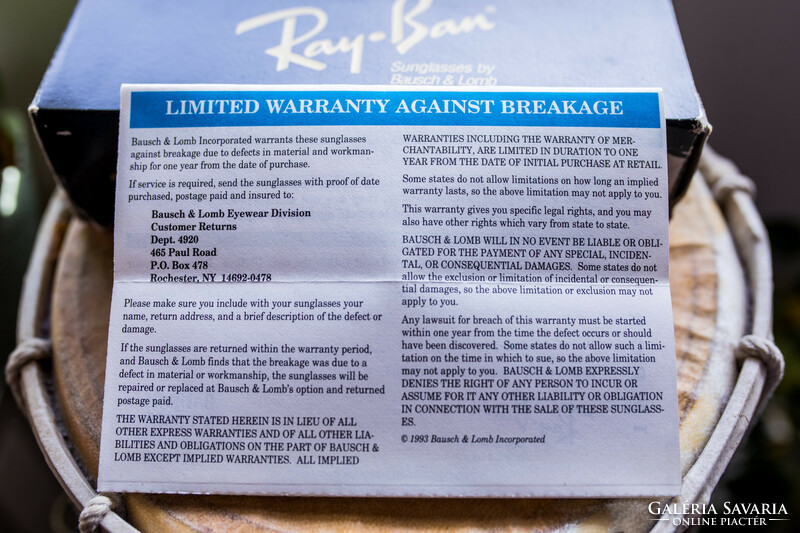 Ray-Ban
Sunglasses by
Bausch & Lomb
LIMITED WARRANTY AGAINST BREAKAGE
Bausch & Lomb Incorporated warrants these sunglasses
against breakage due to defects in material and workman-
ship for one year from the date of purchase.
If service is required, send the sunglasses with proof of date
purchased, postage paid and insured to:
Bausch & Lomb Eyewear Division
Customer Returns
Dept. 4920
465 Paul Road
P.O. Box 478
Rochester, NY 14692-0478
Please make sure you include with your sunglasses your
name, return address, and a brief description of the defect or
damage.
If the sunglasses are returned within the warranty period,
and Bausch & Lomb finds that the breakage was due to a
defect in material or workmanship, the sunglasses will be
repaired or replaced at Bausch & Lomb's option and returned
postage paid.
THE WARRANTY STATED HEREIN IS IN LIEU OF ALL
OTHER EXPRESS WARRANTIES AND OF ALL OTHER LIA-
BILITIES AND OBLIGATIONS ON THE PART OF BAUSCH &
LOMB EXCEPT IMPLIED WARRANTIES. ALL IMPLIED
WARRANTIES INCLUDING THE WARRANTY OF MER-
CHANTABILITY, ARE LIMITED IN DURATION TO ONE
YEAR FROM THE DATE OF INITIAL PURCHASE AT RETAIL.
Some states do not allow limitations on how long an implied
warranty lasts, so the above limitation may not apply to you.
This warranty gives you specific legal rights, and you may
also have other rights which vary from state to state.
BAUSCH & LOMB WILL IN NO EVENT BE LIABLE OR OBLI-
GATED FOR THE PAYMENT OF ANY SPECIAL, INCIDEN-
TAL, OR CONSEQUENTIAL DAMAGES. Some states do not
allow the exclusion or limitation of incidental or consequen-
tial damages, so the above limitation or exclusion may not
apply to you.
Any lawsuit for breach of this warranty must be started
within one year from the time the defect occurs or should
have been discovered. Some states do not allow such a limi-
tation on the time in which to sue, so the above limitation
may not apply to you. BAUSCH & LOMB EXPRESSLY
DENIES THE RIGHT OF ANY PERSON TO INCUR OR
ASSUME FOR IT ANY OTHER LIABILITY OR OBLIGATION
IN CONNECTION WITH THE SALE OF THESE SUNGLASS-
ES.
© 1993 Bausch & Lomb Incorporated
GALÉRIA SAVARIA
ONLINE PIACTÉR